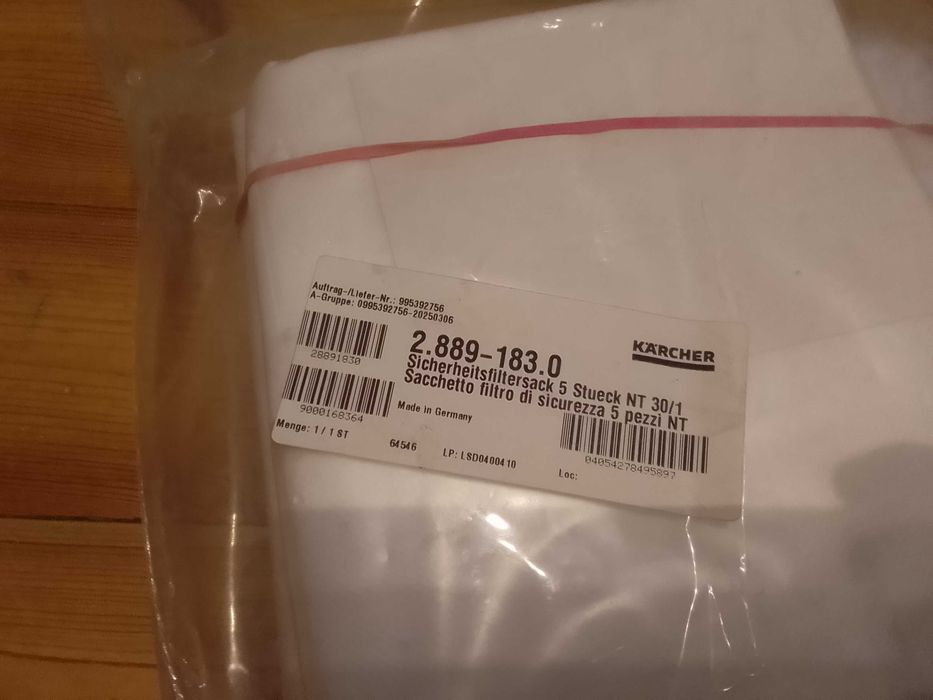 Auftrag-/Liefer-Nr.: 995392756
A-Gruppe: 0995392756-20250306
28891830
2.889-183.0
KÄRCHER
Sicherheitsfiltersack 5 Stueck NT 30/1
Sacchetto filtro di sicurezza 5 pezzi NT
9000168364
Made in Germany
04054278495897
Menge: 1 / 1 ST
64546
LP: LSD0400410
Loc: